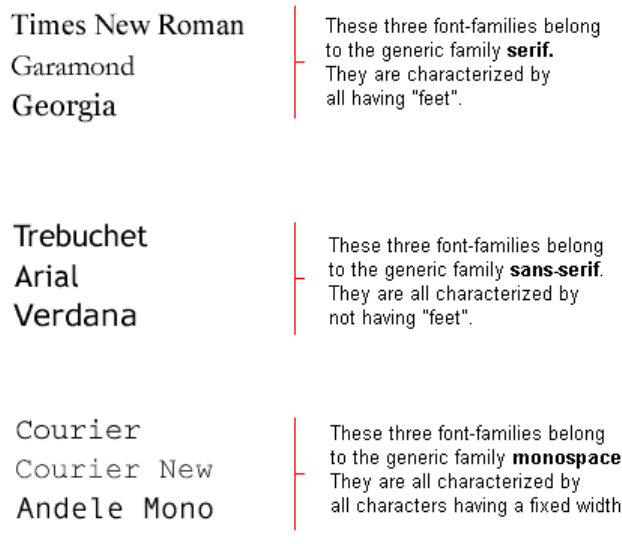 Times New Roman
Garamond
Georgia
These three font-families belong
to the generic family serif.
They are characterized by
all having "feet".
Trebuchet
Arial
Verdana
These three font-families belong
to the generic family sans-serif.
They are all characterized by
not having "feet".
Courier
Courier New
Andele Mono
These three font-families belong
to the generic family monospace
They are all characterized by
all characters having a fixed width